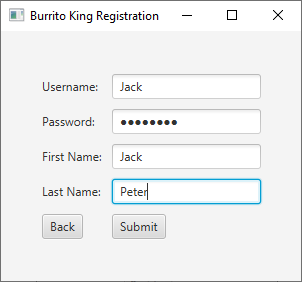 Burrito King Registration
Username: Jack
Password: ●●●●●●●●
First Name: Jack
Last Name: Peter
Back Submit